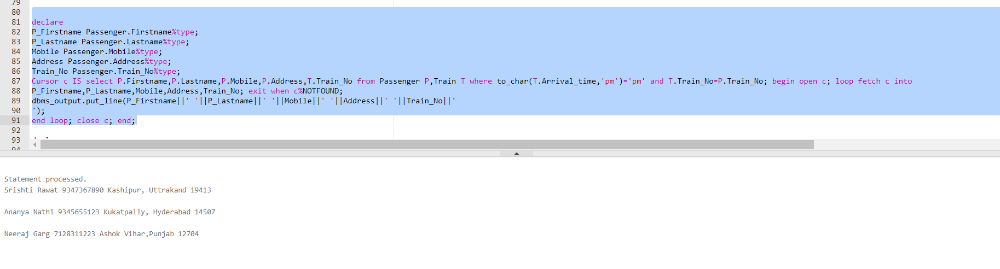 79
80
81 declare
82 P_Firstname Passenger.Firstname%type;
83 P_Lastname Passenger.Lastname%type;
84 Mobile Passenger.Mobile%type;
85 Address Passenger.Address%type;
86 Train_No Passenger.Train_No%type;
87 Cursor c IS select P.Firstname,P.Lastname,P.Mobile,P.Address,T.Train_No from Passenger P,Train T where to_char(T.Arrival_time,'pm')='pm' and T.Train_No=P.Train_No; begin open c; loop fetch c into
88 P_Firstname,P_Lastname,Mobile,Address,Train_No; exit when c%NOTFOUND;
89 dbms_output.put_line(P_Firstname||' '||P_Lastname||' '||Mobile||' '||Address||' '||Train_No||'
90 ');
91 end loop; close c; end;
92
93
94
Statement processed.
Srishti Rawat 9347367890 Kashipur, Uttrakand 19413
Ananya Nathi 9345655123 Kukatpally, Hyderabad 14507
Neeraj Garg 7128311223 Ashok Vihar,Punjab 12704